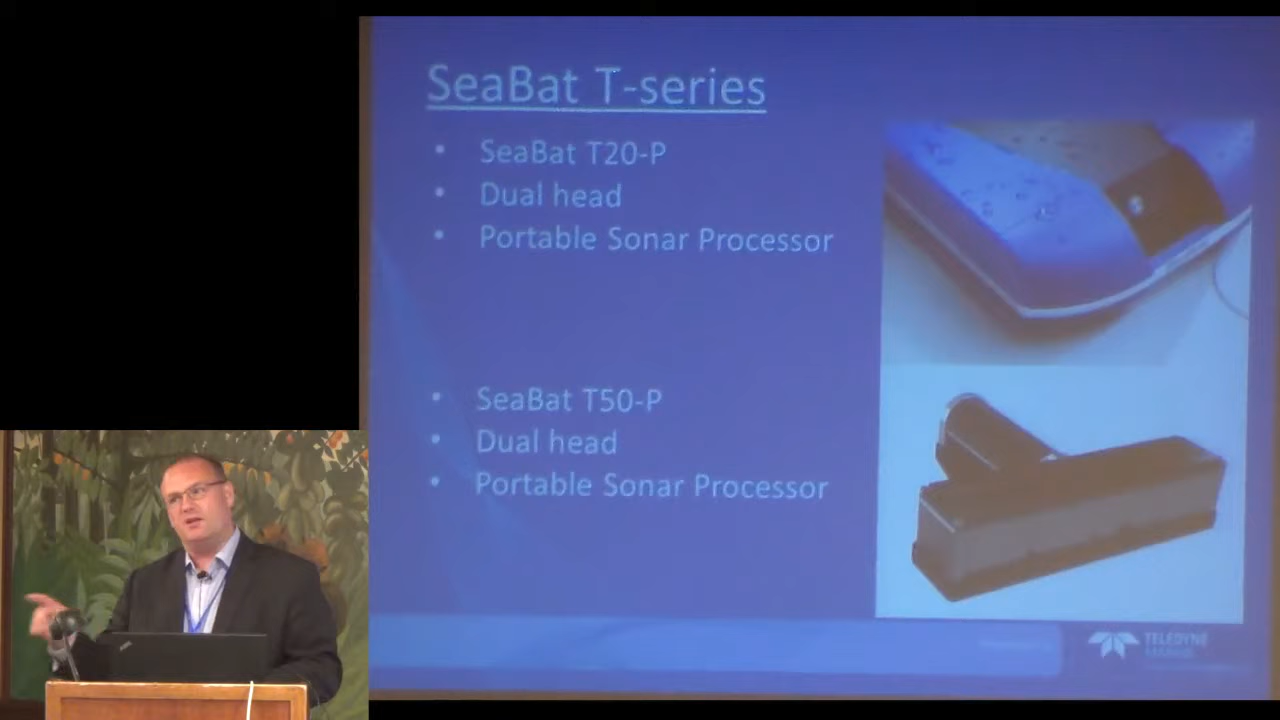 SeaBat T-series
• SeaBat T20-P
• Dual head
• Portable Sonar Processor
• SeaBat T50-P
• Dual head
• Portable Sonar Processor
TELEDYNE